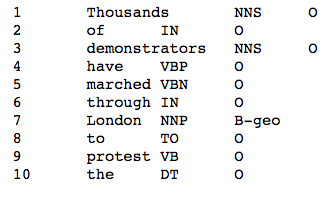 1 Thousands NNS O
2 of IN O
3 demonstrators NNS O
4 have VBP O
5 marched VBN O
6 through IN O
7 London NNP B-geo
8 to TO O
9 protest VB O
10 the DT O